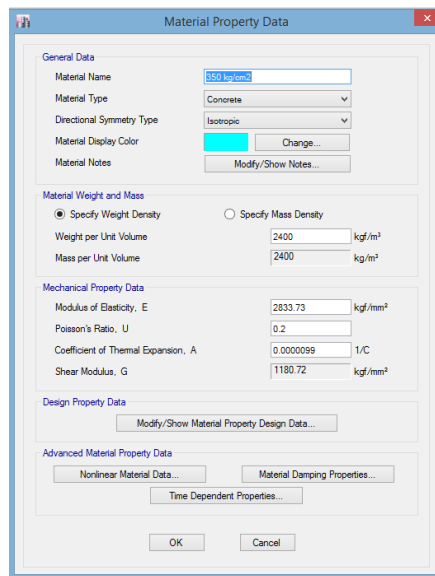 Material Property Data
General Data
Material Name 350 kg/cm2
Material Type Concrete
Directional Symmetry Type Isotropic
Material Display Color Change...
Material Notes Modify/Show Notes...
Material Weight and Mass
Specify Weight Density Specify Mass Density
Weight per Unit Volume 2400 kgf/m³
Mass per Unit Volume 2400 kg/m³
Mechanical Property Data
Modulus of Elasticity, E 2833.73 kgf/mm²
Poisson's Ratio, U 0.2
Coefficient of Thermal Expansion, A 0.0000099 1/C
Shear Modulus, G 1180.72 kgf/mm²
Design Property Data
Modify/Show Material Property Design Data...
Advanced Material Property Data
Nonlinear Material Data... Material Damping Properties...
Time Dependent Properties...
OK Cancel